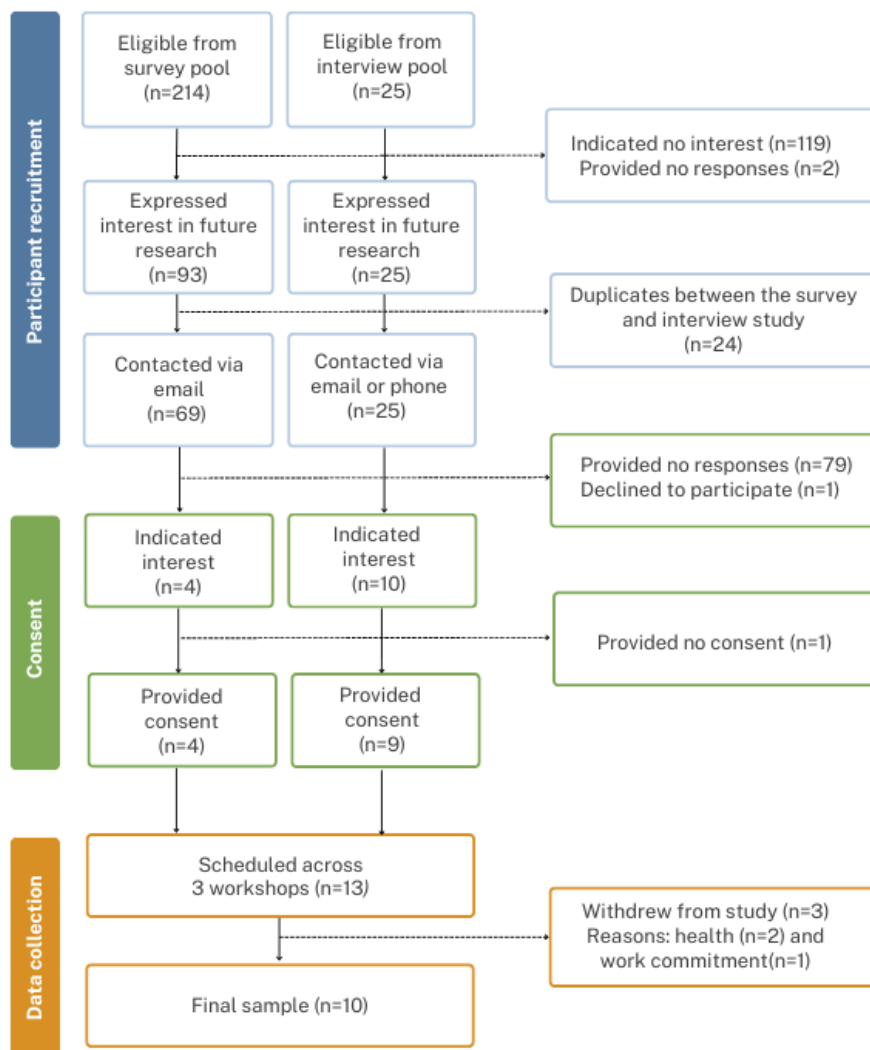 Participant recruitment
Eligible from
survey pool
(n=214)
Eligible from
interview pool
(n=25)
Indicated no interest (n=119)
Provided no responses (n=2)
Expressed
interest in future
research
(n=93)
Expressed
interest in future
research
(n=25)
Duplicates between the survey
and interview study
(n=24)
Contacted via
email
(n=69)
Contacted via
email or phone
(n=25)
Provided no responses (n=79)
Declined to participate (n=1)
Consent
Indicated
interest
(n=4)
Indicated
interest
(n=10)
Provided no consent (n=1)
Provided
consent
(n=4)
Provided
consent
(n=9)
Data collection
Scheduled across
3 workshops (n=13)
Withdrew from study (n=3)
Reasons: health (n=2) and
work commitment(n=1)
Final sample (n=10)